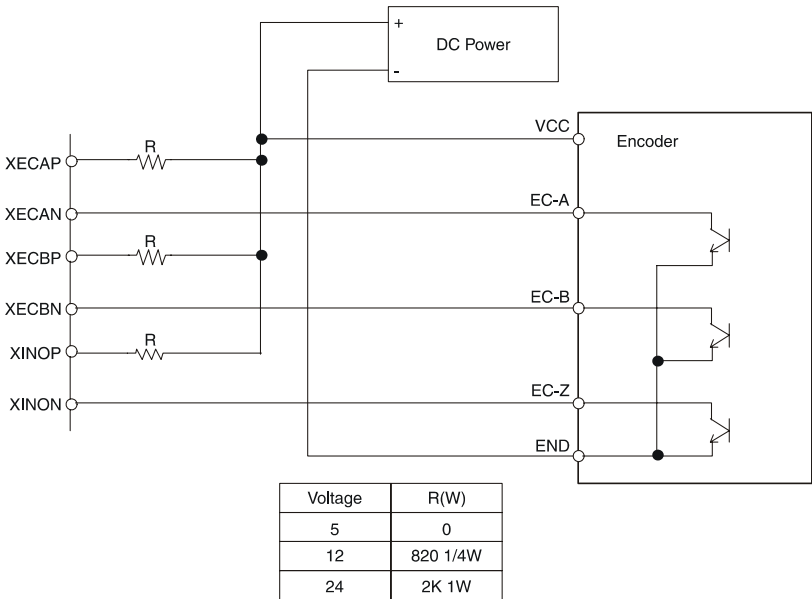 +
DC Power
-
VCC
Encoder
R
XECAP
EC-A
XECAN
R
XECBP
EC-B
XECBN
R
XINOP
EC-Z
XINON
END
Voltage R(W)
5 0
12 820 1/4W
24 2K 1W